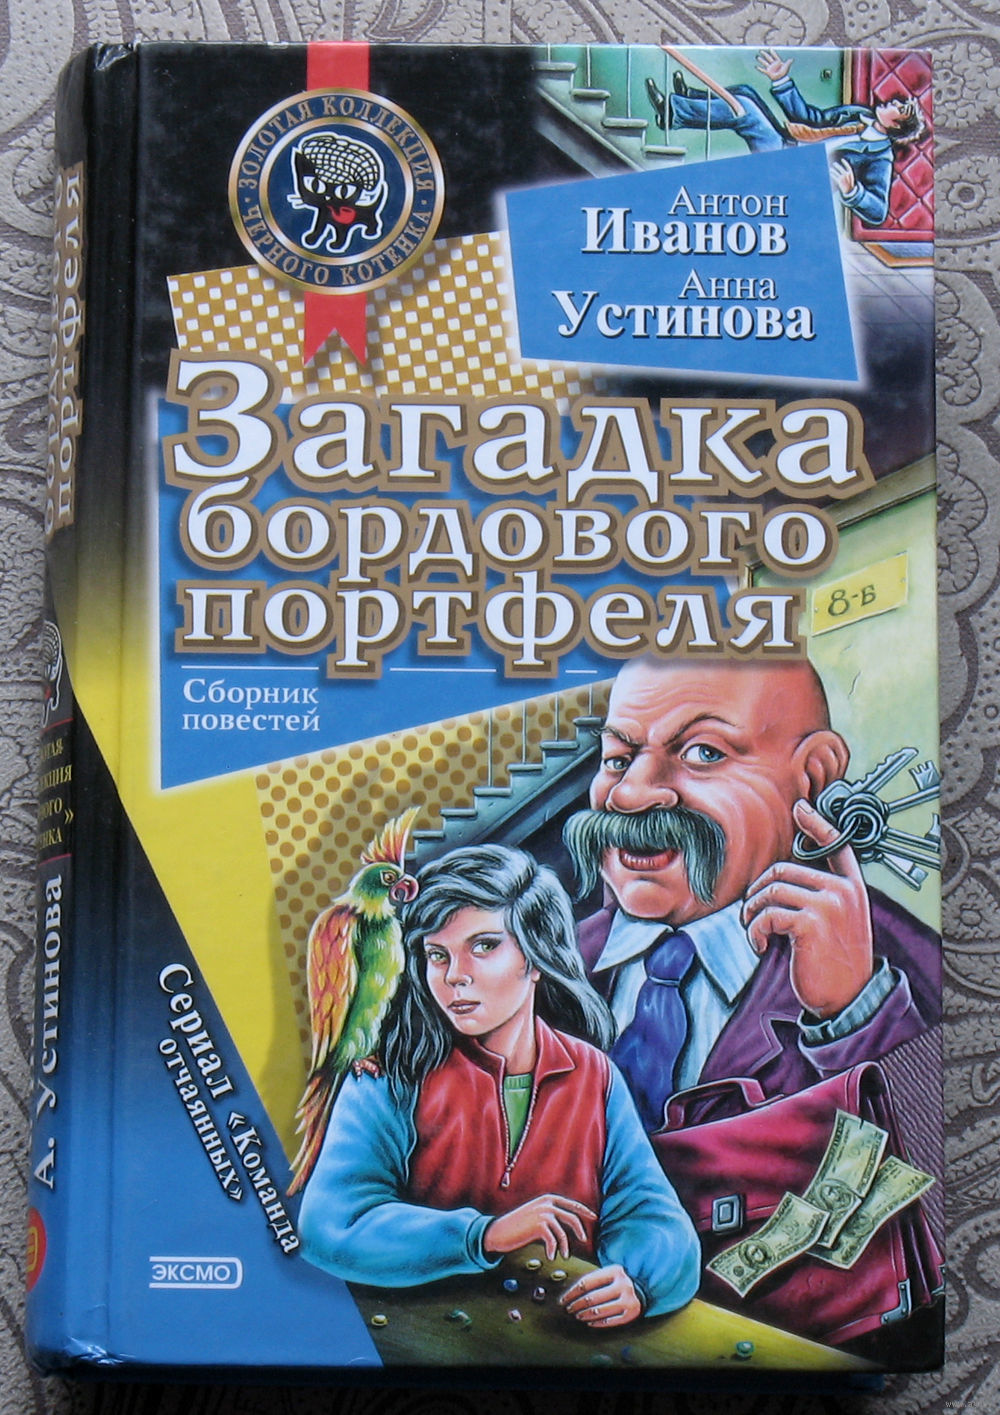 ЗОЛОТАЯ КОЛЛЕКЦИЯ
ЧЕРНОГО КОТЕНКА
Антон
Иванов
Анна
Устинова
Загадка
бордового
портфеля
Сборник
повестей
8-Б
Сериал «Команда
отчаянных»
ЭКСМО
портфеля
А. Устинова